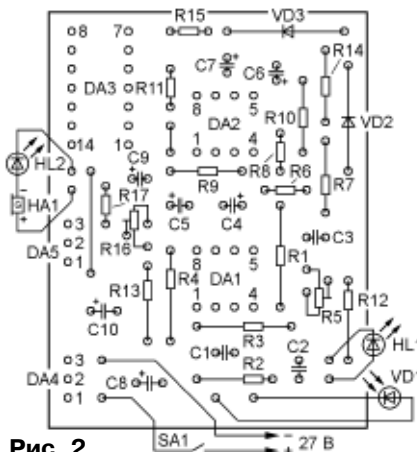 R15 VD3
8 7
R14
C7 + C6 +
DA3 R11
8 5
DA2 R10
VD2
14 1
1 4
HL2 C9 R8 R6
+ R9 R7
− R17
HA1
+
3 R16 C5 C4 C3
DA5 2
1 8 5
R13 R4 DA1 R1
1 4 R5 R12
C10
R3 HL1
3 C1 C2
DA4 2 C8 R2 VD1
1
− 27 В
Рис. 2 SA1 +